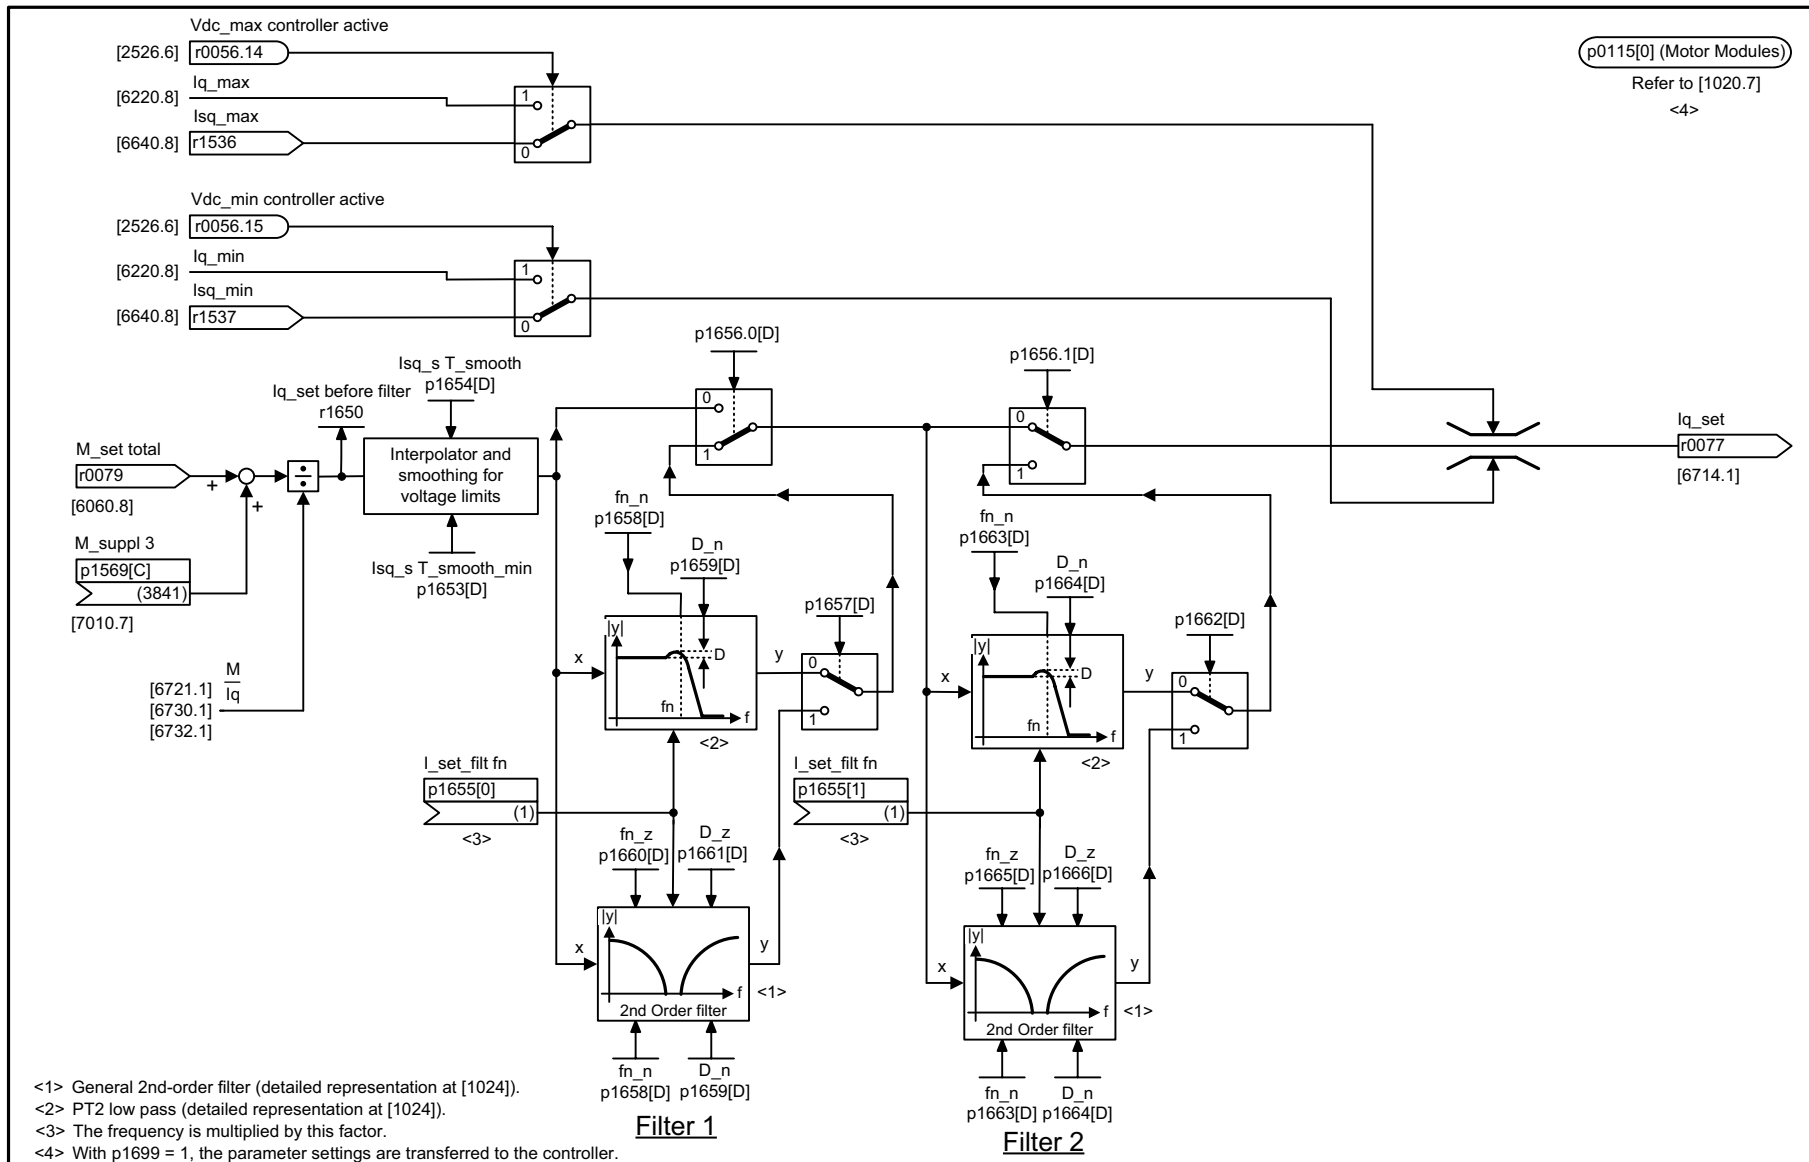 Vdc_max controller active
[2526.6] r0056.14
Iq_max
[6220.8]
Isq_max
[6640.8] r1536
1
0
p0115[0] (Motor Modules)
Refer to [1020.7]
<4>
Vdc_min controller active
[2526.6] r0056.15
Iq_min
[6220.8]
Isq_min
[6640.8] r1537
1
0
Isq_s T_smooth
p1654[D]
Iq_set before filter
r1650
M_set total
r0079
[6060.8]
+
+
÷
Interpolator and
smoothing for
voltage limits
M_suppl 3
p1569[C]
(3841)
[7010.7]
Isq_s T_smooth_min
p1653[D]
M
Iq
[6721.1]
[6730.1]
[6732.1]
p1656.0[D]
0
1
p1656.1[D]
0
1
Iq_set
r0077
[6714.1]
fn_n
p1658[D]
D_n
p1659[D]
p1657[D]
x
|y|
D
fn
f
y
0
1
<2>
I_set_filt fn
p1655[0]
(1)
<3>
fn_z
p1660[D]
D_z
p1661[D]
x
|y|
f
2nd Order filter
y
<1>
fn_n
p1658[D]
D_n
p1659[D]
Filter 1
fn_n
p1663[D]
D_n
p1664[D]
p1662[D]
x
|y|
D
fn
f
y
0
1
<2>
I_set_filt fn
p1655[1]
(1)
<3>
fn_z
p1665[D]
D_z
p1666[D]
x
|y|
f
2nd Order filter
y
<1>
fn_n
p1663[D]
D_n
p1664[D]
Filter 2
<1> General 2nd-order filter (detailed representation at [1024]).
<2> PT2 low pass (detailed representation at [1024]).
<3> The frequency is multiplied by this factor.
<4> With p1699 = 1, the parameter settings are transferred to the controller.